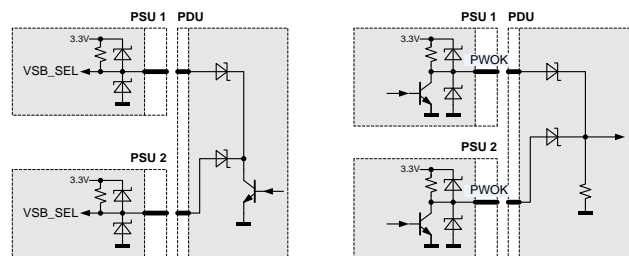 PSU 1 PDU
3.3V
VSB_SEL
PSU 2
3.3V
VSB_SEL
PSU 1 PDU
3.3V
PWOK
PSU 2
3.3V
PWOK